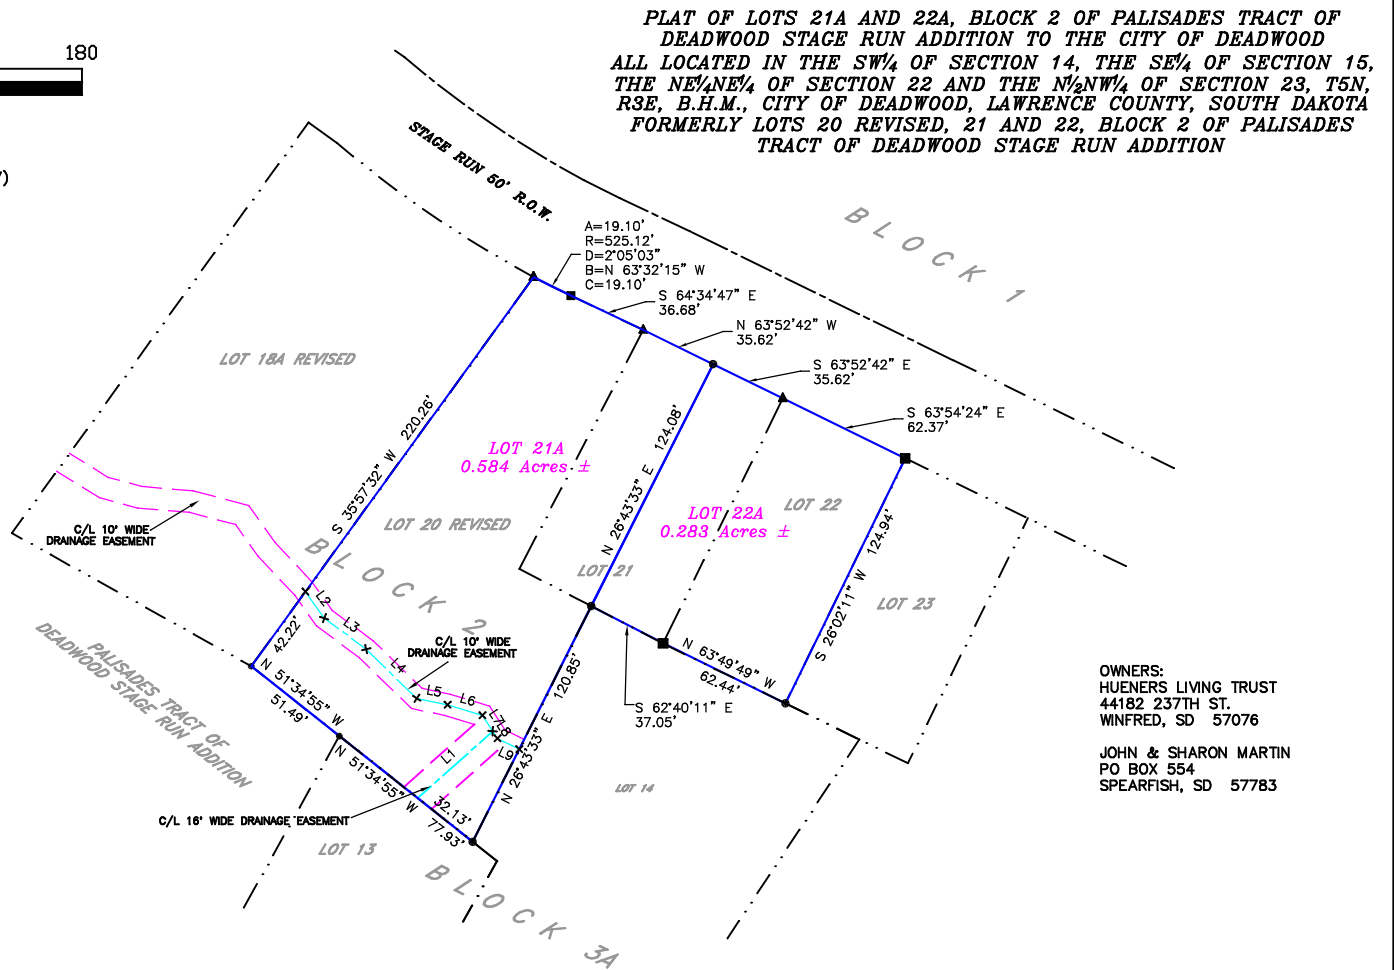 180
')
PLAT OF LOTS 21A AND 22A, BLOCK 2 OF PALISADES TRACT OF
DEADWOOD STAGE RUN ADDITION TO THE CITY OF DEADWOOD
ALL LOCATED IN THE SW¼ OF SECTION 14, THE SE¼ OF SECTION 15,
THE NE¼NE¼ OF SECTION 22 AND THE N½NW¼ OF SECTION 23, T5N,
R3E, B.H.M., CITY OF DEADWOOD, LAWRENCE COUNTY, SOUTH DAKOTA
FORMERLY LOTS 20 REVISED, 21 AND 22, BLOCK 2 OF PALISADES
TRACT OF DEADWOOD STAGE RUN ADDITION
STAGE RUN 50' R.O.W.
BLOCK 1
A=19.10'
R=525.12'
D=2°05'03"
B=N 63°32'15" W
C=19.10'
S 64°34'47" E
36.68'
N 63°52'42" W
35.62'
S 63°52'42" E
35.62'
S 63°54'24" E
62.37'
LOT 18A REVISED
S 35°57'32" W 220.26'
LOT 21A
0.584 Acres ±
N 26°43'33" E 124.08'
LOT 20 REVISED
LOT 22A
0.283 Acres ±
LOT 22
S 26°02'11" W 124.94'
C/L 10' WIDE
DRAINAGE EASEMENT
BLOCK 2
LOT 21
LOT 23
L2
L3
42.22'
L4
C/L 10' WIDE
DRAINAGE EASEMENT
L5
L6
L7
L8
L9
L1
PALISADES TRACT OF
DEADWOOD STAGE RUN ADDITION
N 51°34'55" W
51.49'
N 26°43'33" E 120.85'
S 62°40'11" E
37.05'
N 63°49'49" W
62.44'
N 51°34'55" W
32.13'
77.93'
C/L 16' WIDE DRAINAGE EASEMENT
LOT 13
LOT 14
BLOCK 3A
OWNERS:
HUENERS LIVING TRUST
44182 237TH ST.
WINFRED, SD 57076
JOHN & SHARON MARTIN
PO BOX 554
SPEARFISH, SD 57783